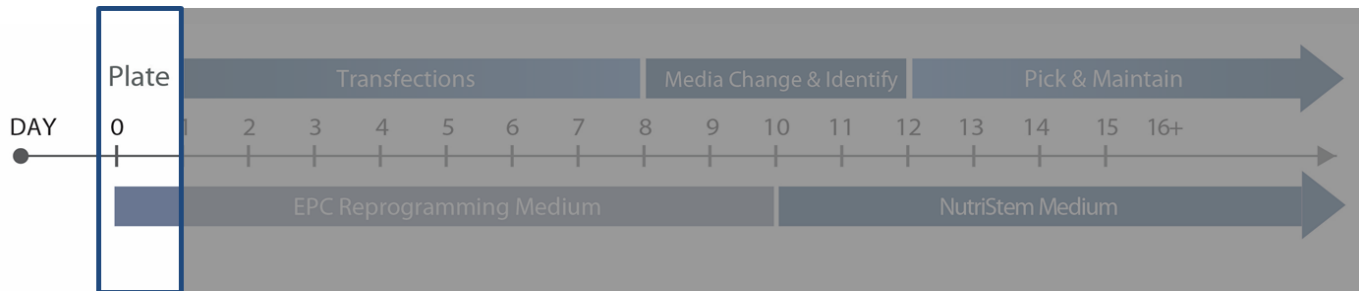 Plate
Transfections
Media Change & Identify
Pick & Maintain
DAY 0 1 2 3 4 5 6 7 8 9 10 11 12 13 14 15 16+
EPC Reprogramming Medium
NutriStem Medium